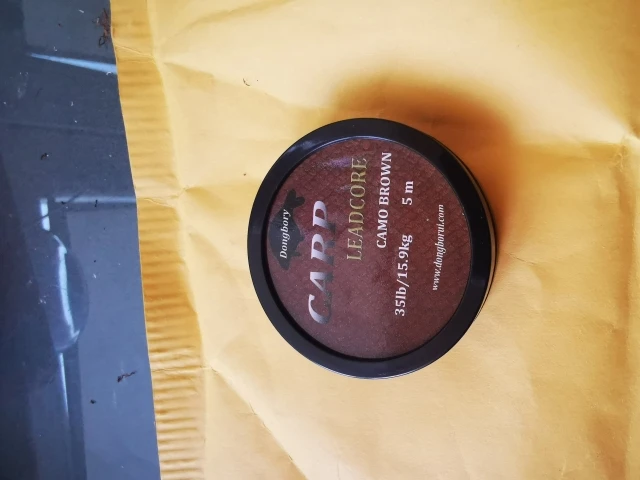 Dongbory
CARP
LEADCORE
CAMO BROWN
35lb/15.9kg 5 m
www.dongborui.com